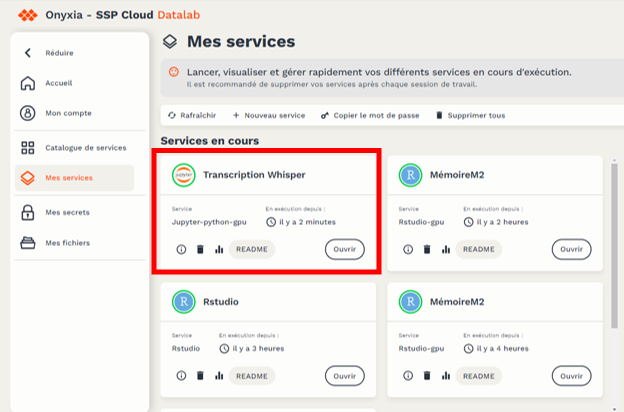 Onyxia - SSP Cloud Datalab
Réduire
Accueil
Mon compte
Catalogue de services
Mes services
Mes secrets
Mes fichiers
Mes services
Lancer, visualiser et gérer rapidement vos différents services en cours d'exécution.
Il est recommandé de supprimer vos services après chaque session de travail.
Rafraîchir + Nouveau service Copier le mot de passe Supprimer tous
Services en cours
jupyter
Transcription Whisper
Service En exécution depuis :
Jupyter-python-gpu il y a 2 minutes
README Ouvrir
R MémoireM2
Service En exécution depuis :
Rstudio-gpu il y a 2 heures
README Ouvrir
R Rstudio
Service En exécution depuis :
Rstudio il y a 3 heures
README Ouvrir
R MémoireM2
Service En exécution depuis :
Rstudio-gpu il y a 4 heures
README Ouvrir